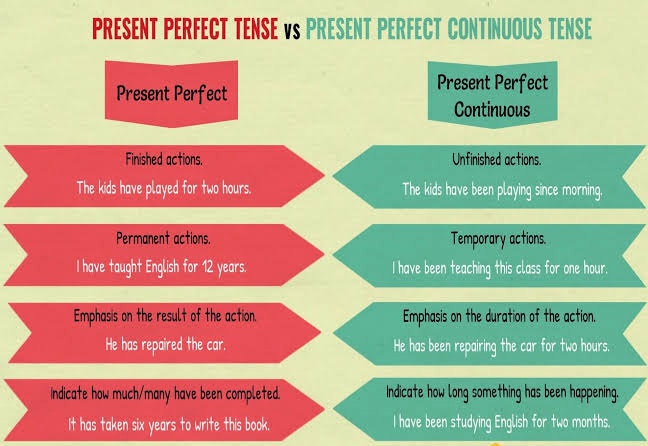 PRESENT PERFECT TENSE vs PRESENT PERFECT CONTINUOUS TENSE
Present Perfect
Present Perfect
Continuous
Finished actions.
The kids have played for two hours.
Unfinished actions.
The kids have been playing since morning.
Permanent actions.
I have taught English for 12 years.
Temporary actions.
I have been teaching this class for one hour.
Emphasis on the result of the action.
He has repaired the car.
Emphasis on the duration of the action.
He has been repairing the car for two hours.
Indicate how much/many have been completed.
It has taken six years to write this book.
Indicate how long something has been happening.
I have been studying English for two months.